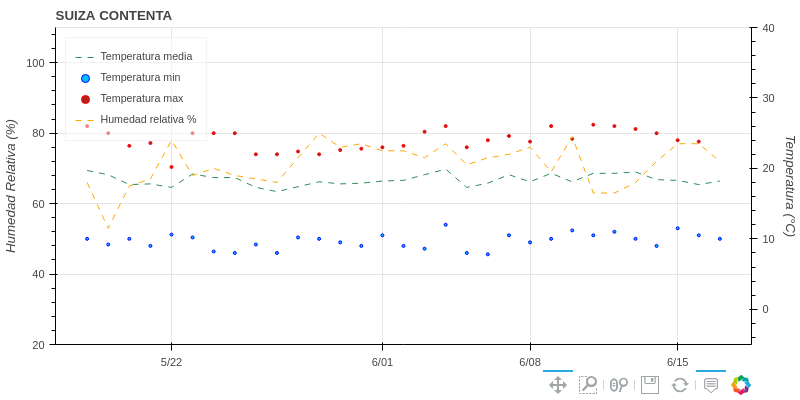 SUIZA CONTENTA
Temperatura media
Temperatura min
Temperatura max
Humedad relativa %
Humedad Relativa (%)
100
80
60
40
20
Temperatura (°C)
40
30
20
10
0
5/22
6/01
6/08
6/15